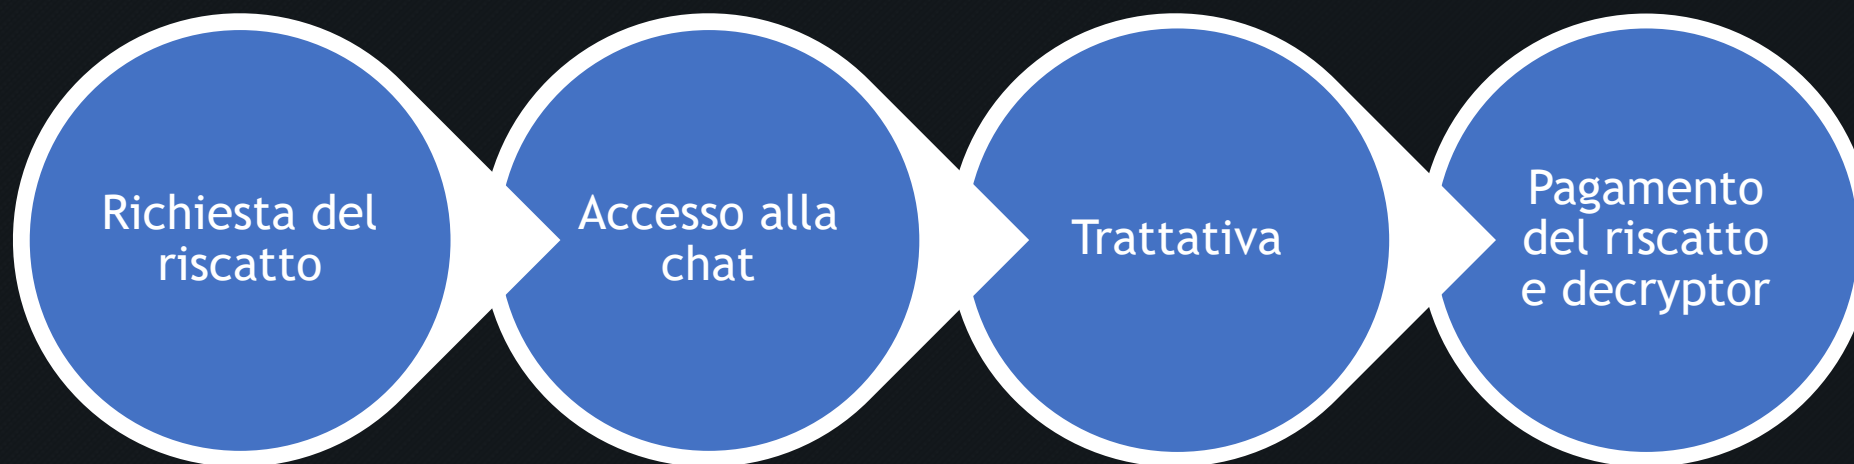 Richiesta del
riscatto
Accesso alla
chat
Trattativa
Pagamento
del riscatto
e decryptor